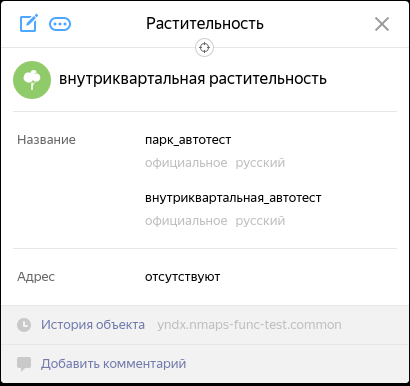 Растительность
внутриквартальная растительность
Название парк_автотест
официальное русский
внутриквартальная_автотест
официальное русский
Адрес отсутствуют
История объекта yndx.nmaps-func-test.common
Добавить комментарий